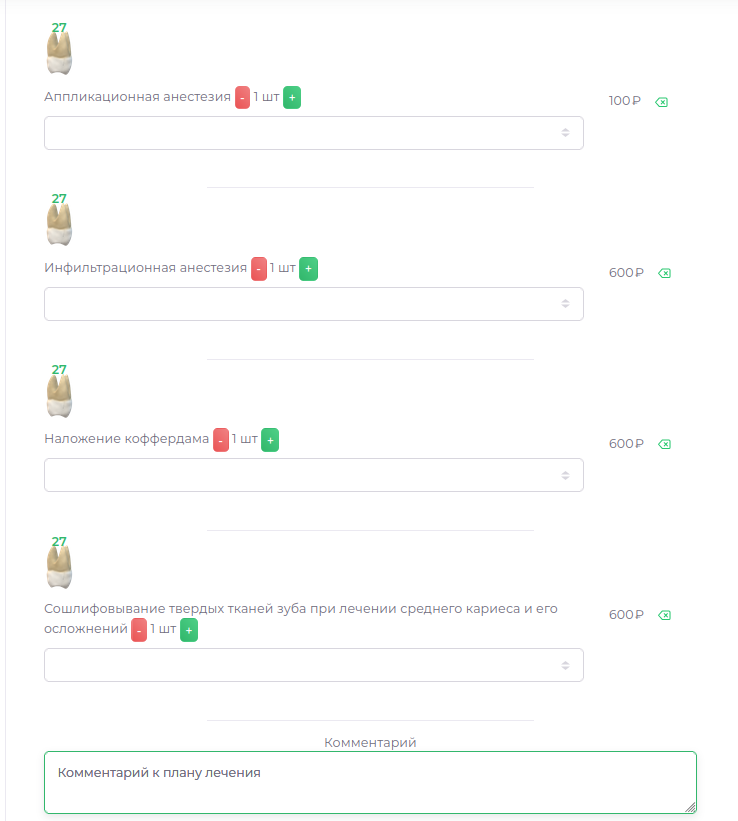 27
Аппликационная анестезия - 1 шт +
100₽
27
Инфильтрационная анестезия - 1 шт +
600₽
27
Наложение коффердама - 1 шт +
600₽
27
Сошлифовывание твердых тканей зуба при лечении среднего кариеса и его
осложнений - 1 шт +
600₽
Комментарий
Комментарий к плану лечения